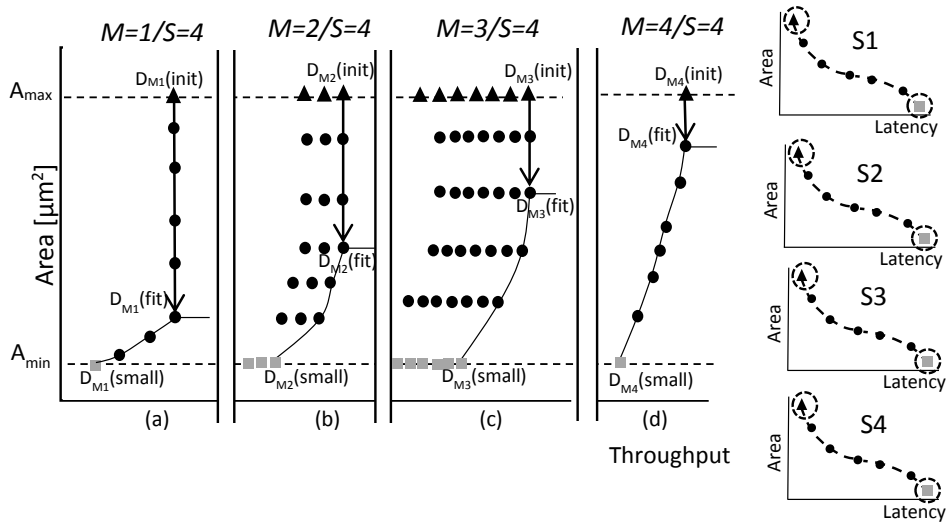 M=1/S=4
M=2/S=4
M=3/S=4
M=4/S=4
Area [μm²]
A_max
A_min
D_M1(init)
D_M1(fit)
D_M1(small)
(a)
D_M2(init)
D_M2(fit)
D_M2(small)
(b)
D_M3(init)
D_M3(fit)
D_M3(small)
(c)
D_M4(init)
D_M4(fit)
D_M4(small)
(d)
Throughput
S1
Area
Latency
S2
Area
Latency
S3
Area
Latency
S4
Area
Latency